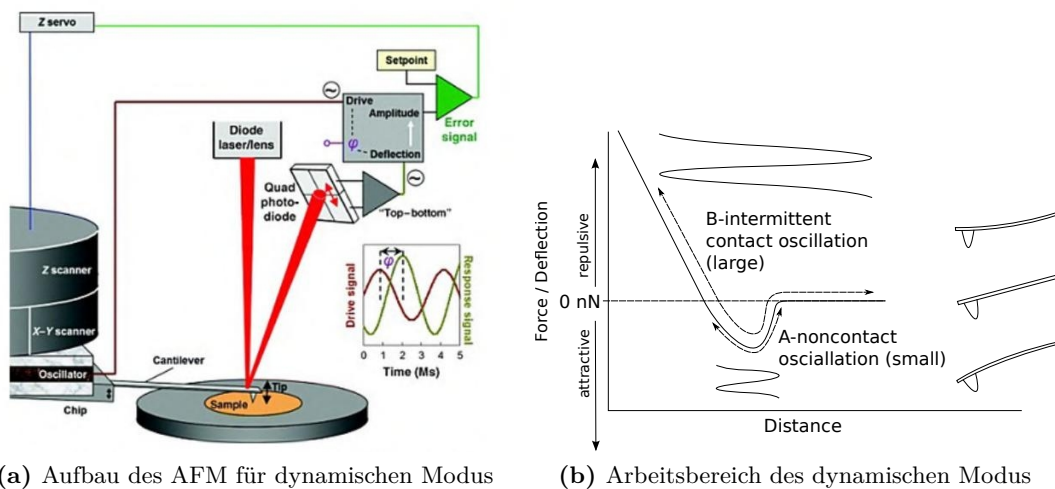 Z servo
Setpoint
Drive
Amplitude
φ
Deflection
Error
signal
Diode
laser/lens
Quad
photo-
diode
"Top–bottom"
Z scanner
X–Y scanner
Oscillator
Chip
Cantilever
Tip
Sample
φ
Drive signal
Response signal
0 1 2 3 4 5
Time (Ms)
Force / Deflection
repulsive
0 nN
attractive
B-intermittent
contact oscillation
(large)
A-noncontact
osciallation (small)
Distance
(a) Aufbau des AFM für dynamischen Modus
(b) Arbeitsbereich des dynamischen Modus